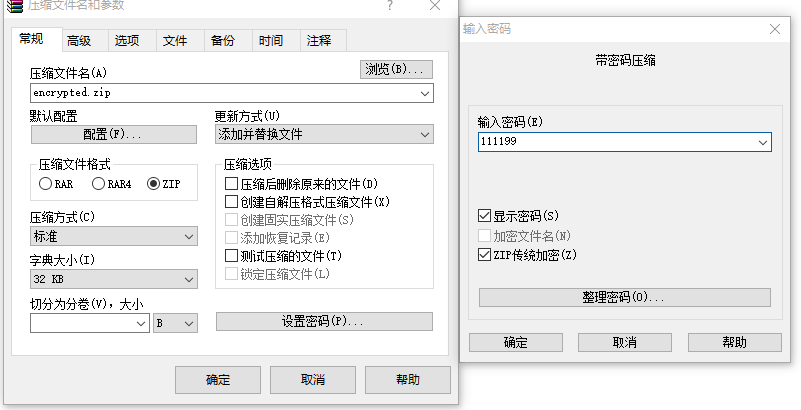 压缩文件名和参数
?
常规 高级 选项 文件 备份 时间 注释
压缩文件名(A)
浏览(B)...
encrypted.zip
默认配置
配置(F)...
更新方式(U)
添加并替换文件
压缩文件格式
RAR RAR4 ZIP
压缩方式(C)
标准
字典大小(I)
32 KB
切分为分卷(V)，大小
B
压缩选项
压缩后删除原来的文件(D)
创建自解压格式压缩文件(X)
创建固实压缩文件(S)
添加恢复记录(E)
测试压缩的文件(T)
锁定压缩文件(L)
设置密码(P)...
确定 取消 帮助
输入密码
带密码压缩
输入密码(E)
111199
显示密码(S)
加密文件名(N)
ZIP传统加密(Z)
整理密码(O)...
确定 取消 帮助